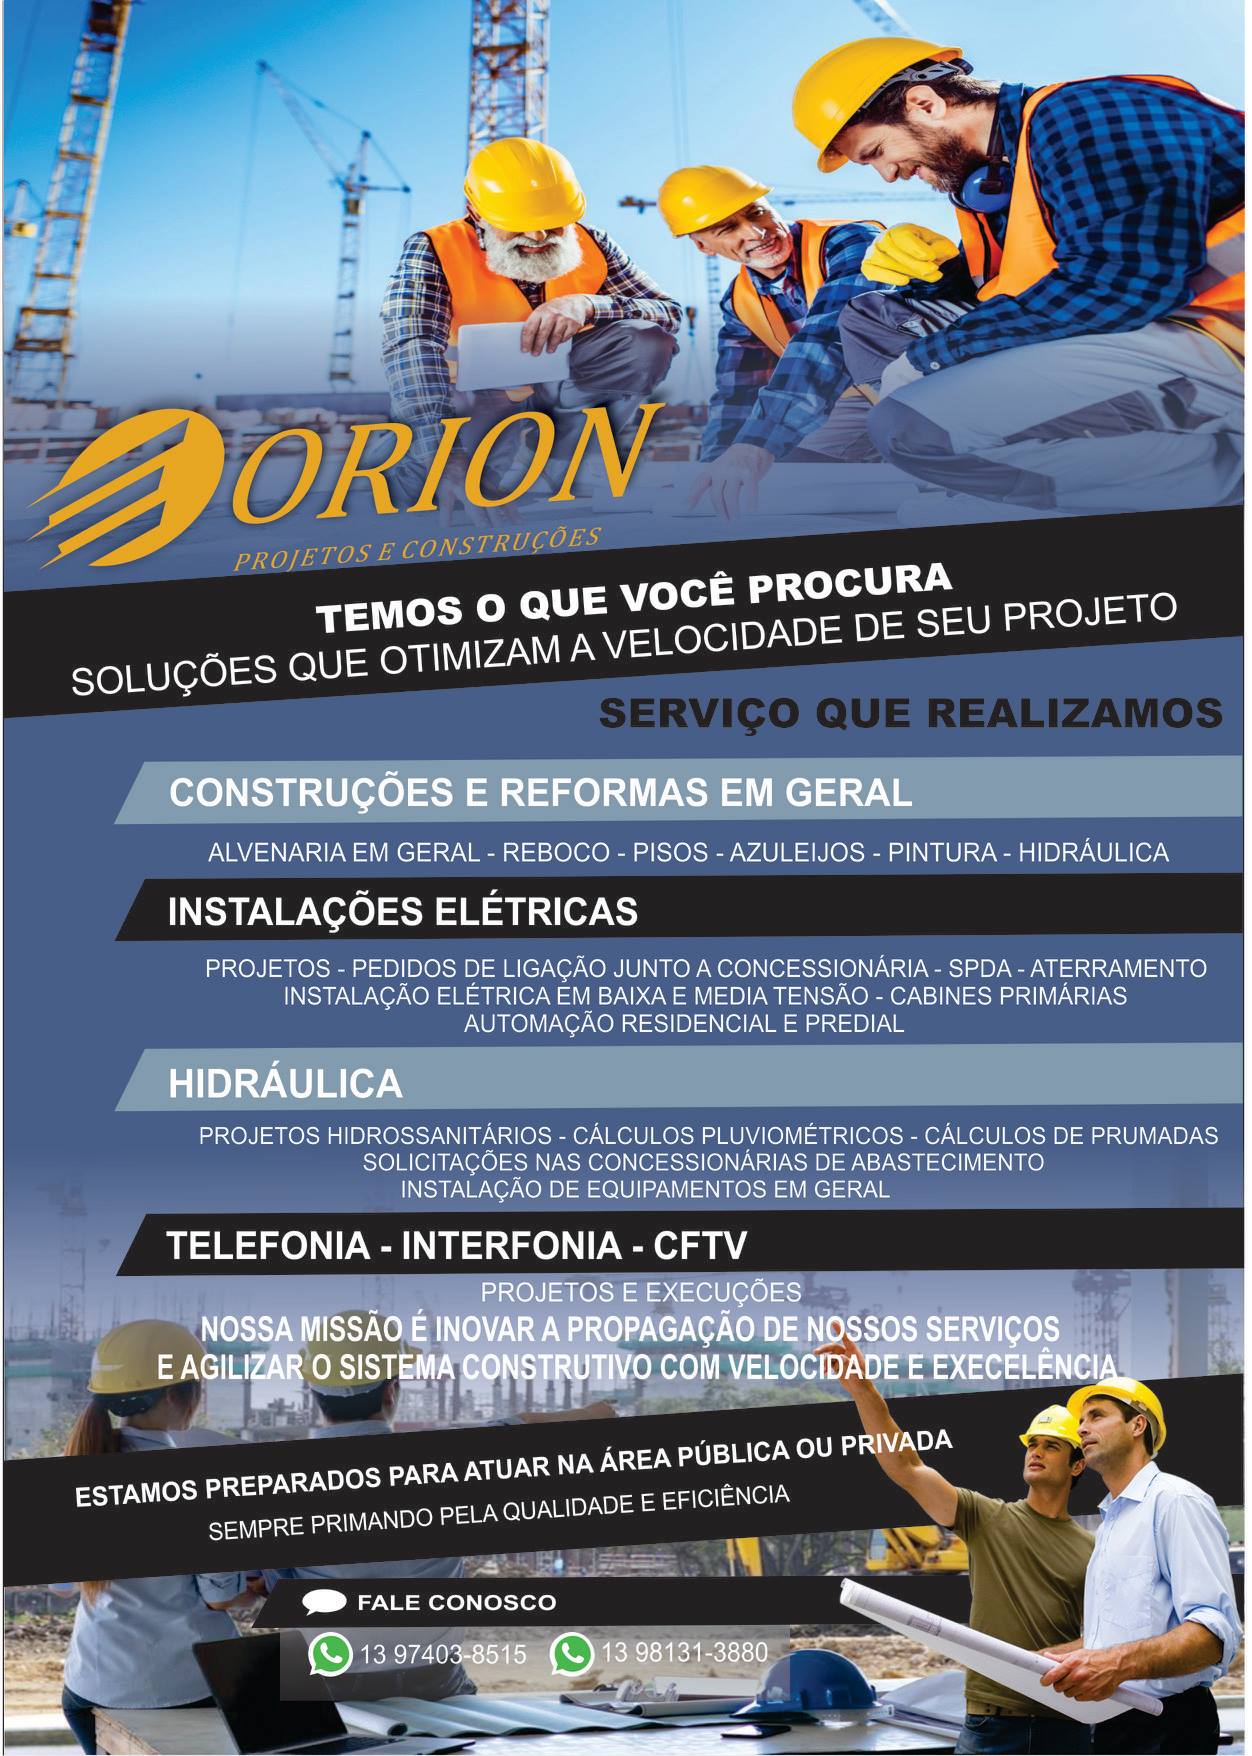 ORION
PROJETOS E CONSTRUÇÕES
TEMOS O QUE VOCÊ PROCURA
SOLUÇÕES QUE OTIMIZAM A VELOCIDADE DE SEU PROJETO
SERVIÇO QUE REALIZAMOS
CONSTRUÇÕES E REFORMAS EM GERAL
ALVENARIA EM GERAL - REBOCO - PISOS - AZULEIJOS - PINTURA - HIDRÁULICA
INSTALAÇÕES ELÉTRICAS
PROJETOS - PEDIDOS DE LIGAÇÃO JUNTO A CONCESSIONÁRIA - SPDA - ATERRAMENTO
INSTALAÇÃO ELÉTRICA EM BAIXA E MEDIA TENSÃO - CABINES PRIMÁRIAS
AUTOMAÇÃO RESIDENCIAL E PREDIAL
HIDRÁULICA
PROJETOS HIDROSSANITÁRIOS - CÁLCULOS PLUVIOMÉTRICOS - CÁLCULOS DE PRUMADAS
SOLICITAÇÕES NAS CONCESSIONÁRIAS DE ABASTECIMENTO
INSTALAÇÃO DE EQUIPAMENTOS EM GERAL
TELEFONIA - INTERFONIA - CFTV
PROJETOS E EXECUÇÕES
NOSSA MISSÃO É INOVAR A PROPAGAÇÃO DE NOSSOS SERVIÇOS
E AGILIZAR O SISTEMA CONSTRUTIVO COM VELOCIDADE E EXECELÊNCIA
ESTAMOS PREPARADOS PARA ATUAR NA ÁREA PÚBLICA OU PRIVADA
SEMPRE PRIMANDO PELA QUALIDADE E EFICIÊNCIA
FALE CONOSCO
13 97403-8515 13 98131-3880